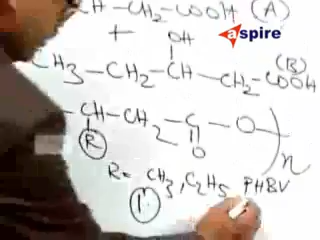 CH-CH2-COOH (A)
+ OH
aspire
CH3-CH2-CH-CH2-COOH (B)
-CH-CH2-C-O-)n
R O
R = CH3, C2H5 PHBV